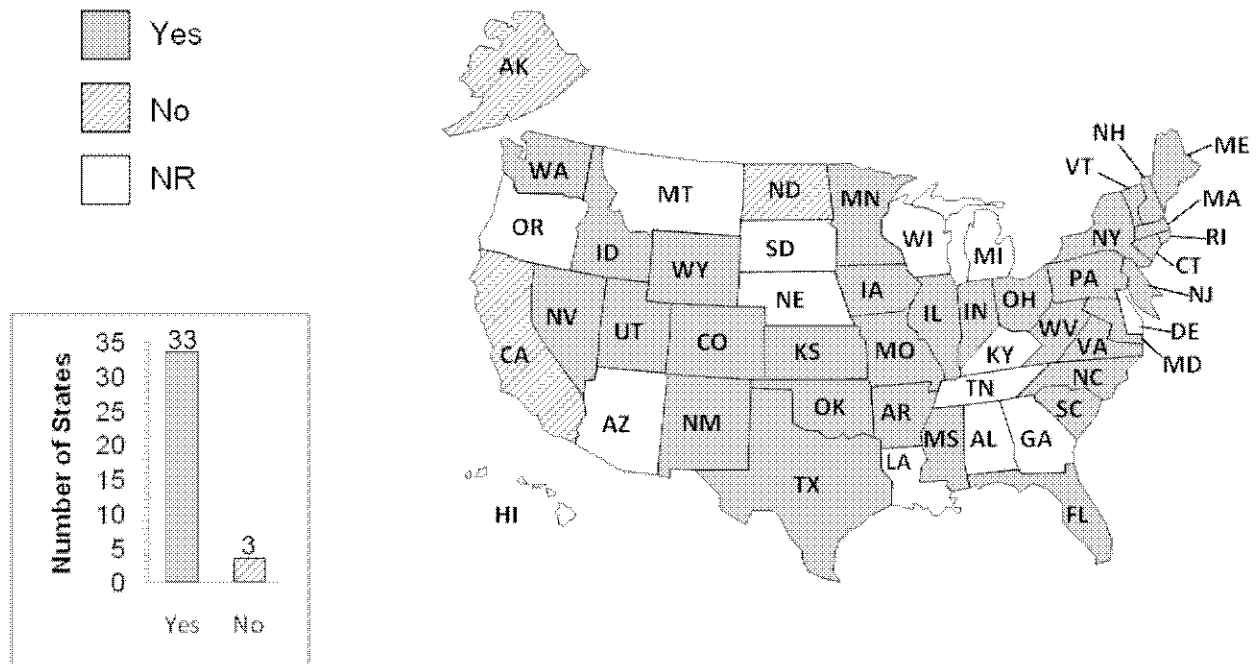 Yes
No
NR
AK
WA
MT
ND
MN
OR
ID
SD
WI
MI
WY
NE
IA
NV
UT
CO
KS
MO
IL
IN
OH
KY
WV
VA
PA
NY
VT
NH
ME
MA
RI
CT
NJ
DE
MD
CA
AZ
NM
OK
AR
TN
NC
SC
MS
AL
GA
LA
TX
FL
HI
Number of States
35
30
25
20
15
10
5
0
33
3
Yes
No